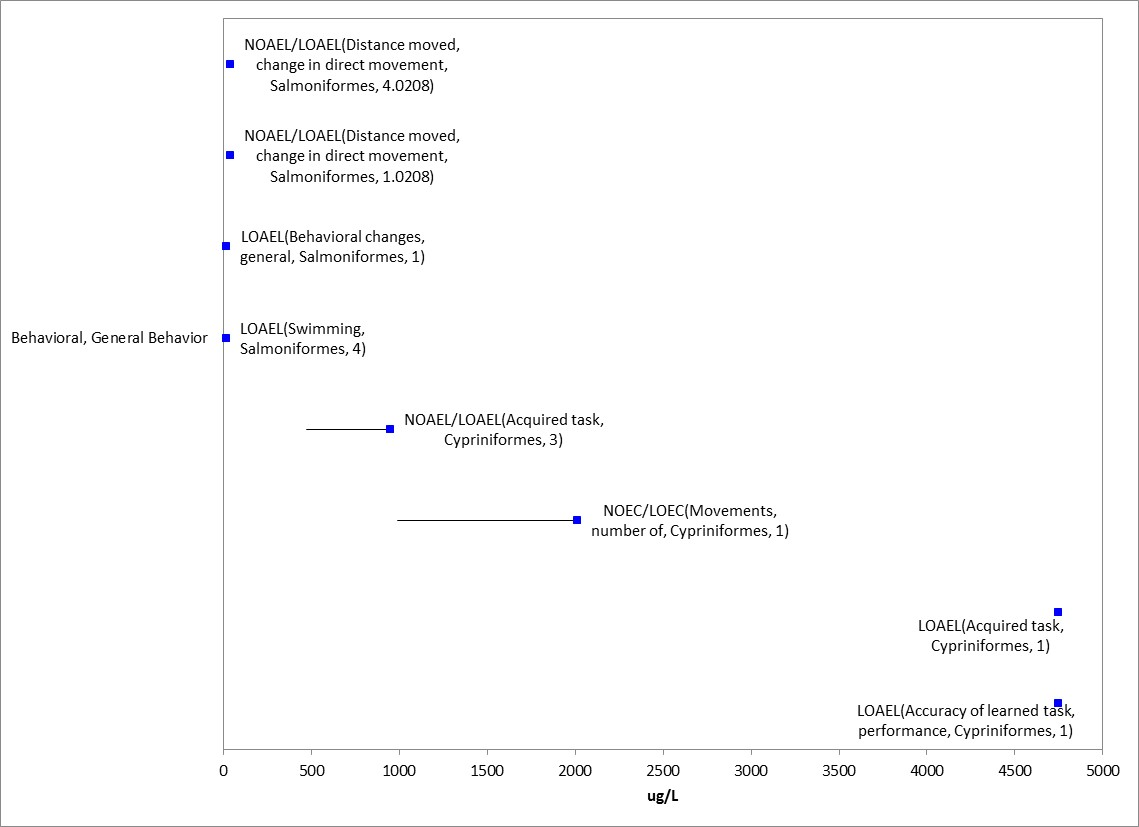 NOAEL/LOAEL(Distance moved,
change in direct movement,
Salmoniformes, 4.0208)
NOAEL/LOAEL(Distance moved,
change in direct movement,
Salmoniformes, 1.0208)
LOAEL(Behavioral changes,
general, Salmoniformes, 1)
Behavioral, General Behavior
LOAEL(Swimming,
Salmoniformes, 4)
NOAEL/LOAEL(Acquired task,
Cypriniformes, 3)
NOEC/LOEC(Movements,
number of, Cypriniformes, 1)
LOAEL(Acquired task,
Cypriniformes, 1)
LOAEL(Accuracy of learned task,
performance, Cypriniformes, 1)
0 500 1000 1500 2000 2500 3000 3500 4000 4500 5000
ug/L